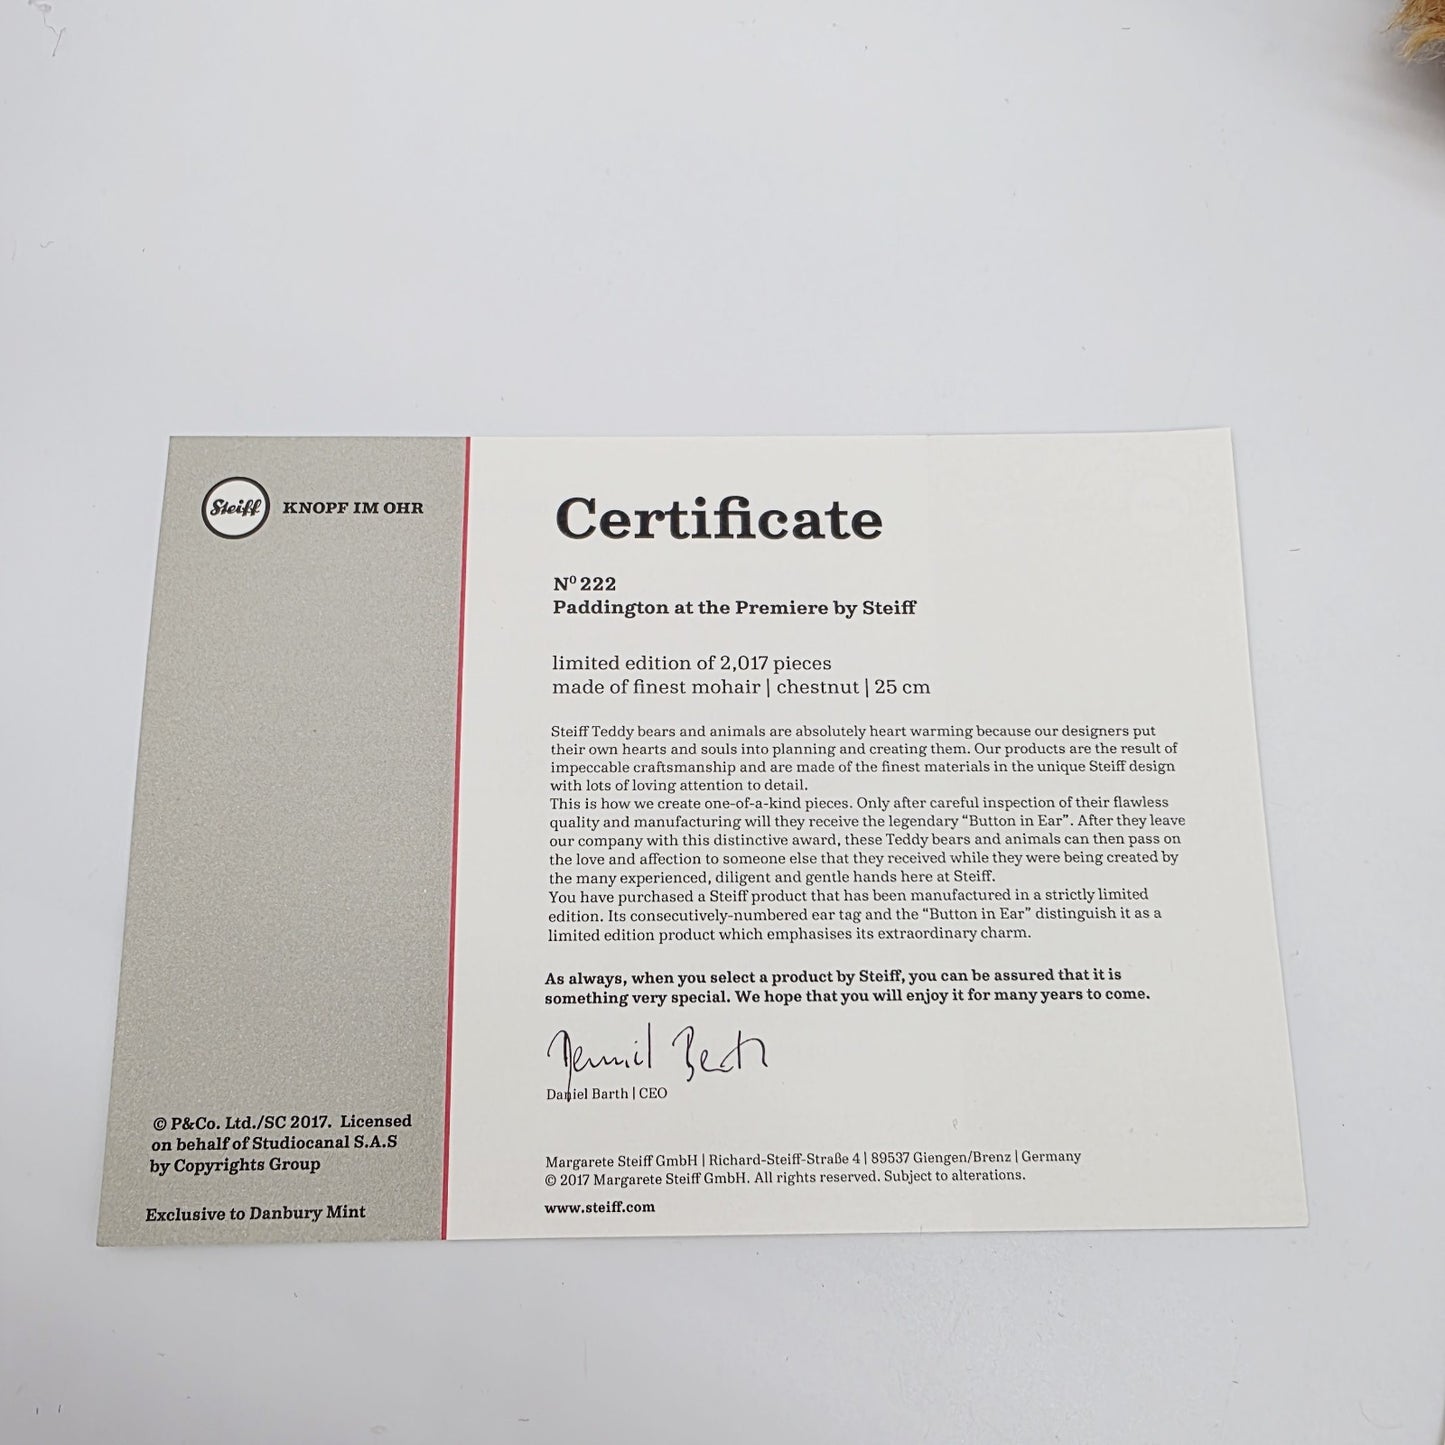 Steiff KNOPF IM OHR
© P&Co. Ltd./SC 2017. Licensed
on behalf of Studiocanal S.A.S
by Copyrights Group
Exclusive to Danbury Mint
Certificate
Nº 222
Paddington at the Premiere by Steiff
limited edition of 2,017 pieces
made of finest mohair | chestnut | 25 cm
Steiff Teddy bears and animals are absolutely heart warming because our designers put
their own hearts and souls into planning and creating them. Our products are the result of
impeccable craftsmanship and are made of the finest materials in the unique Steiff design
with lots of loving attention to detail.
This is how we create one-of-a-kind pieces. Only after careful inspection of their flawless
quality and manufacturing will they receive the legendary “Button in Ear”. After they leave
our company with this distinctive award, these Teddy bears and animals can then pass on
the love and affection to someone else that they received while they were being created by
the many experienced, diligent and gentle hands here at Steiff.
You have purchased a Steiff product that has been manufactured in a strictly limited
edition. Its consecutively-numbered ear tag and the “Button in Ear” distinguish it as a
limited edition product which emphasises its extraordinary charm.
As always, when you select a product by Steiff, you can be assured that it is
something very special. We hope that you will enjoy it for many years to come.
Daniel Barth
Daniel Barth | CEO
Margarete Steiff GmbH | Richard-Steiff-Straße 4 | 89537 Giengen/Brenz | Germany
© 2017 Margarete Steiff GmbH. All rights reserved. Subject to alterations.
www.steiff.com